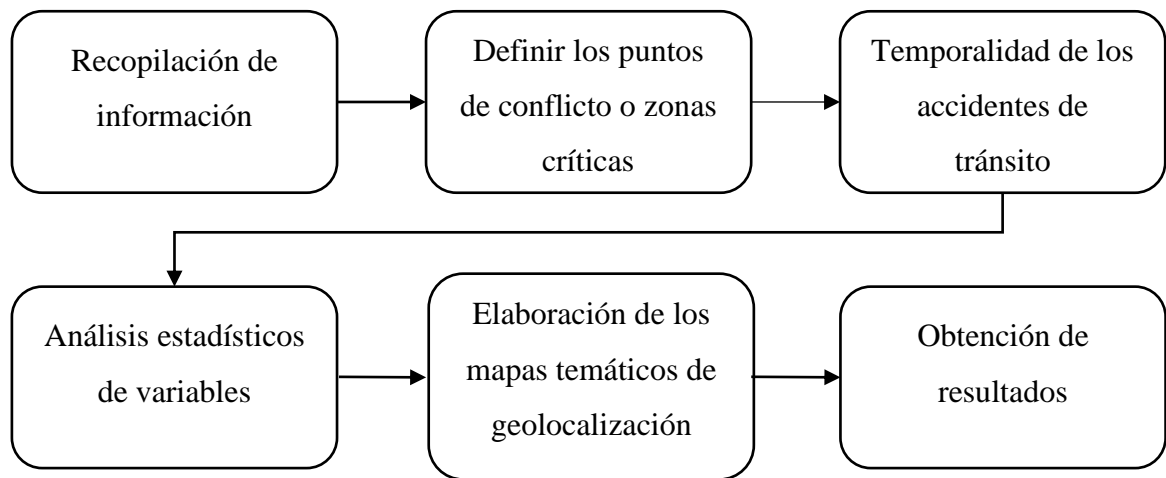 Recopilación de
información
Definir los puntos
de conflicto o zonas
críticas
Temporalidad de los
accidentes de
tránsito
Análisis estadísticos
de variables
Elaboración de los
mapas temáticos de
geolocalización
Obtención de
resultados